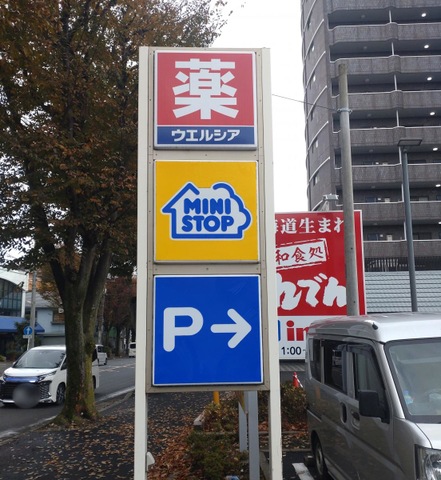 薬
ウエルシア
MINI
STOP
P→
道生まれ
和食処
んでん
1:00